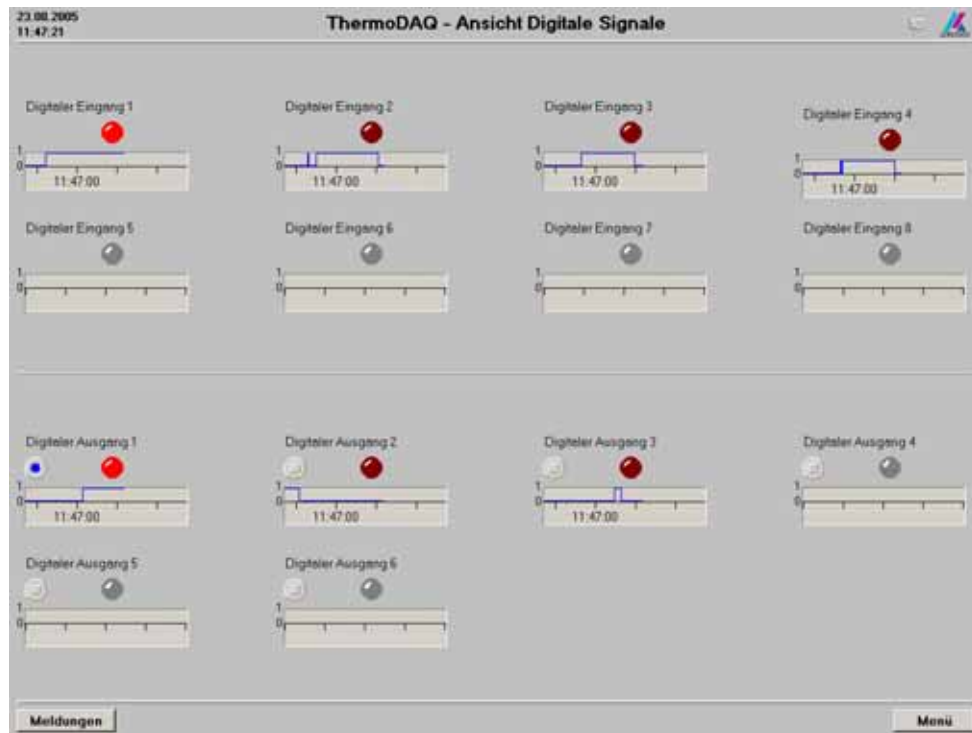 23.08.2005
11:47:21
ThermoDAQ - Ansicht Digitale Signale
Digitaler Eingang 1
1
0
11:47:00
Digitaler Eingang 2
1
0
11:47:00
Digitaler Eingang 3
1
0
11:47:00
Digitaler Eingang 4
1
0
11:47:00
Digitaler Eingang 5
1
0
Digitaler Eingang 6
1
0
Digitaler Eingang 7
1
0
Digitaler Eingang 8
1
0
Digitaler Ausgang 1
1
0
11:47:00
Digitaler Ausgang 2
1
0
11:47:00
Digitaler Ausgang 3
1
0
11:47:00
Digitaler Ausgang 4
1
0
Digitaler Ausgang 5
1
0
Digitaler Ausgang 6
1
0
Meldungen
Menü